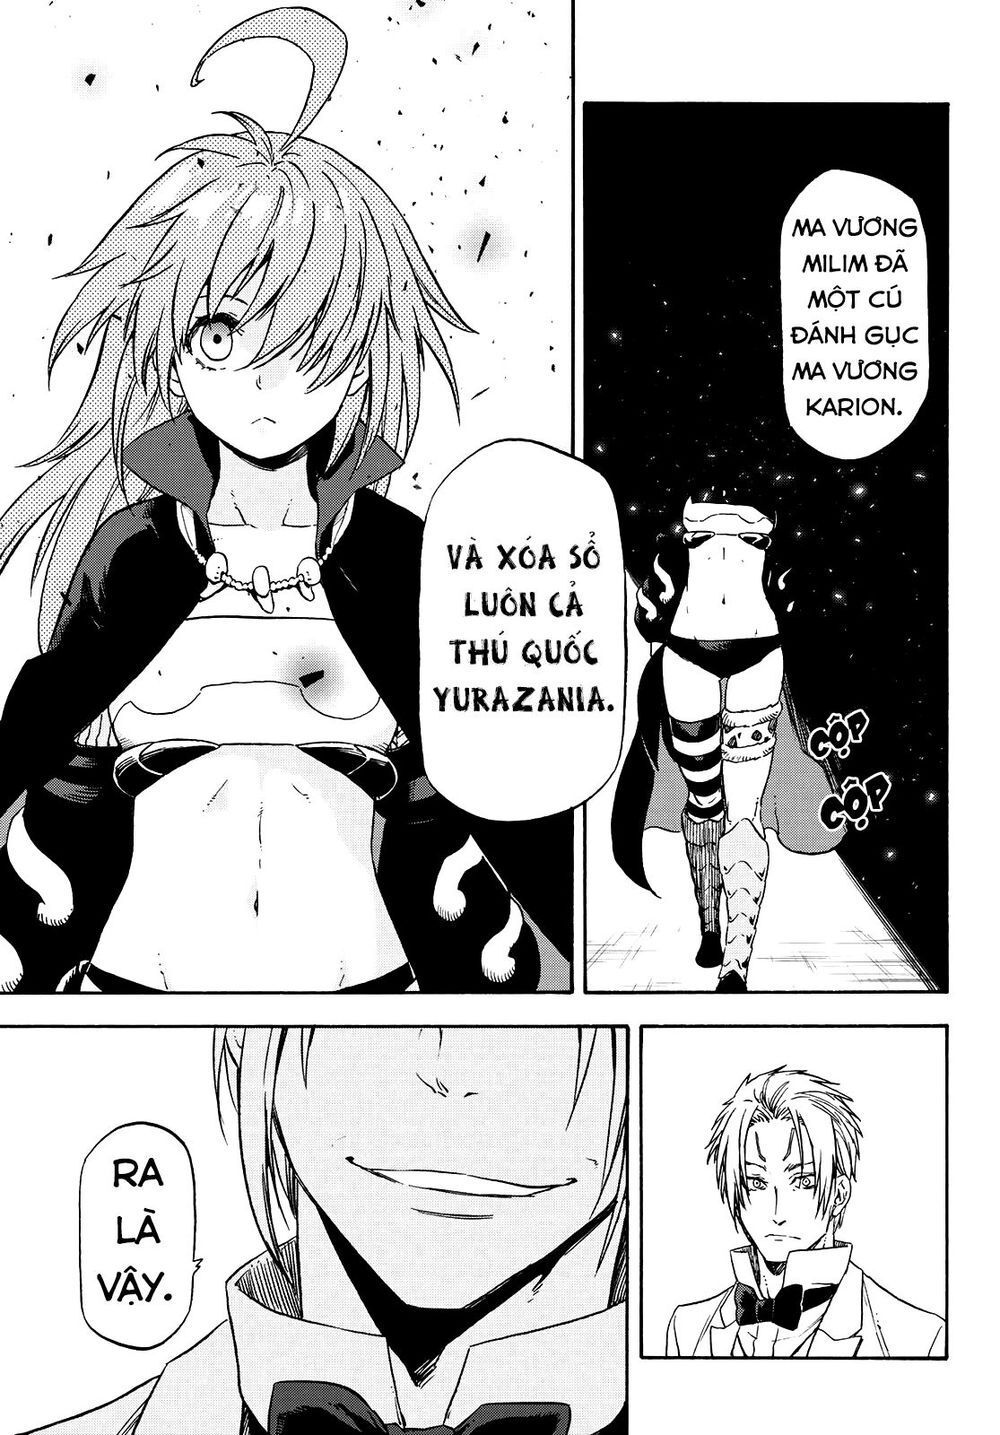 MA VƯƠNG
MILIM ĐÃ
MỘT CÚ
ĐÁNH GỤC
MA VƯƠNG
KARION.
CỘP
CỘP
VÀ XÓA SỔ
LUÔN CẢ
THÚ QUỐC
YURAZANIA.
RA
LÀ
VẬY.